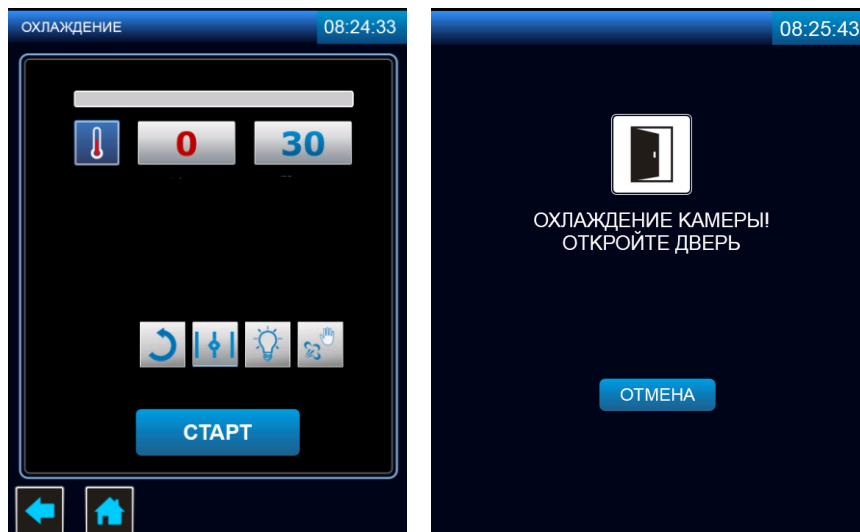 ОХЛАЖДЕНИЕ
08:24:33
0
30
СТАРТ
08:25:43
ОХЛАЖДЕНИЕ КАМЕРЫ!
ОТКРОЙТЕ ДВЕРЬ
ОТМЕНА